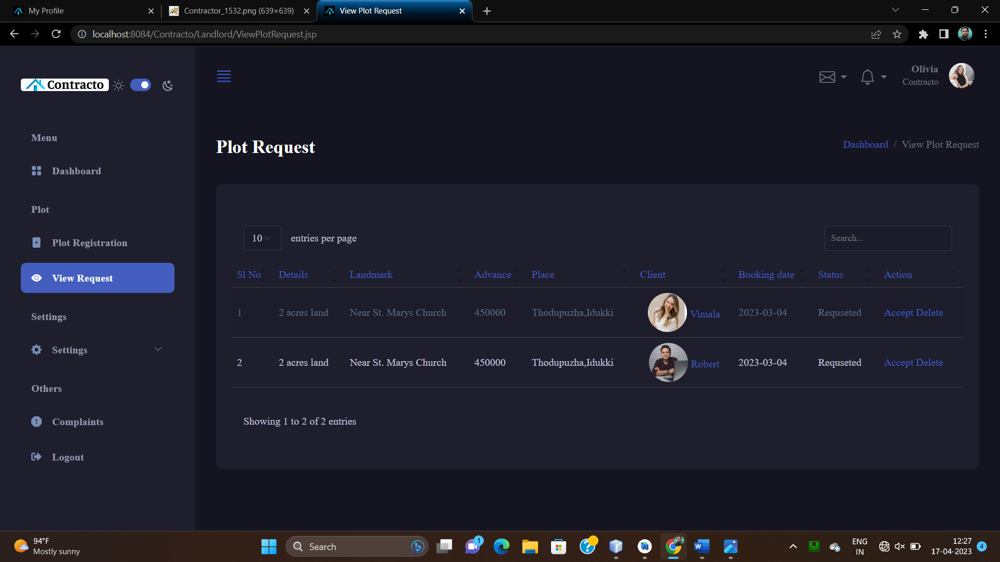 My Profile
Contractor_1532.png (639×639)
View Plot Request
localhost:8084/Contracto/Landlord/ViewPlotRequest.jsp
Contracto
Olivia
Contracto
Menu
Dashboard
Plot
Plot Registration
View Request
Settings
Settings
Others
Complaints
Logout
Plot Request
Dashboard / View Plot Request
10 entries per page
Search...
Sl No Details Landmark Advance Place Client Booking date Status Action
1 2 acres land Near St. Marys Church 450000 Thodupuzha,Idukki Vimala 2023-03-04 Requseted Accept Delete
2 2 acres land Near St. Marys Church 450000 Thodupuzha,Idukki Robert 2023-03-04 Requseted Accept Delete
Showing 1 to 2 of 2 entries
94°F
Mostly sunny
Search
1
ENG
IN
12:27
17-04-2023
4